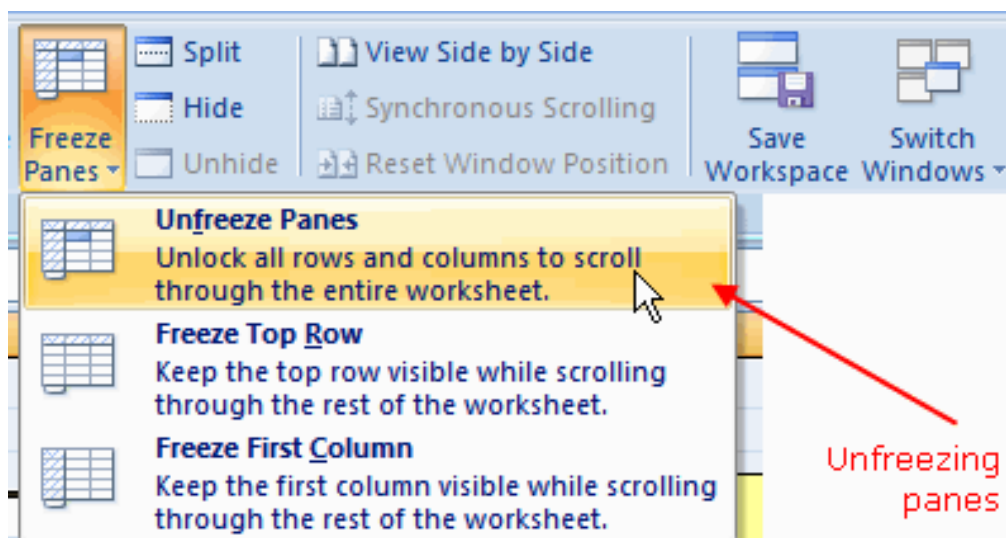 Split
View Side by Side
Hide
Synchronous Scrolling
Freeze
Panes
Unhide
Reset Window Position
Save
Workspace
Switch
Windows
Unfreeze Panes
Unlock all rows and columns to scroll
through the entire worksheet.
Freeze Top Row
Keep the top row visible while scrolling
through the rest of the worksheet.
Freeze First Column
Keep the first column visible while scrolling
through the rest of the worksheet.
Unfreezing
panes